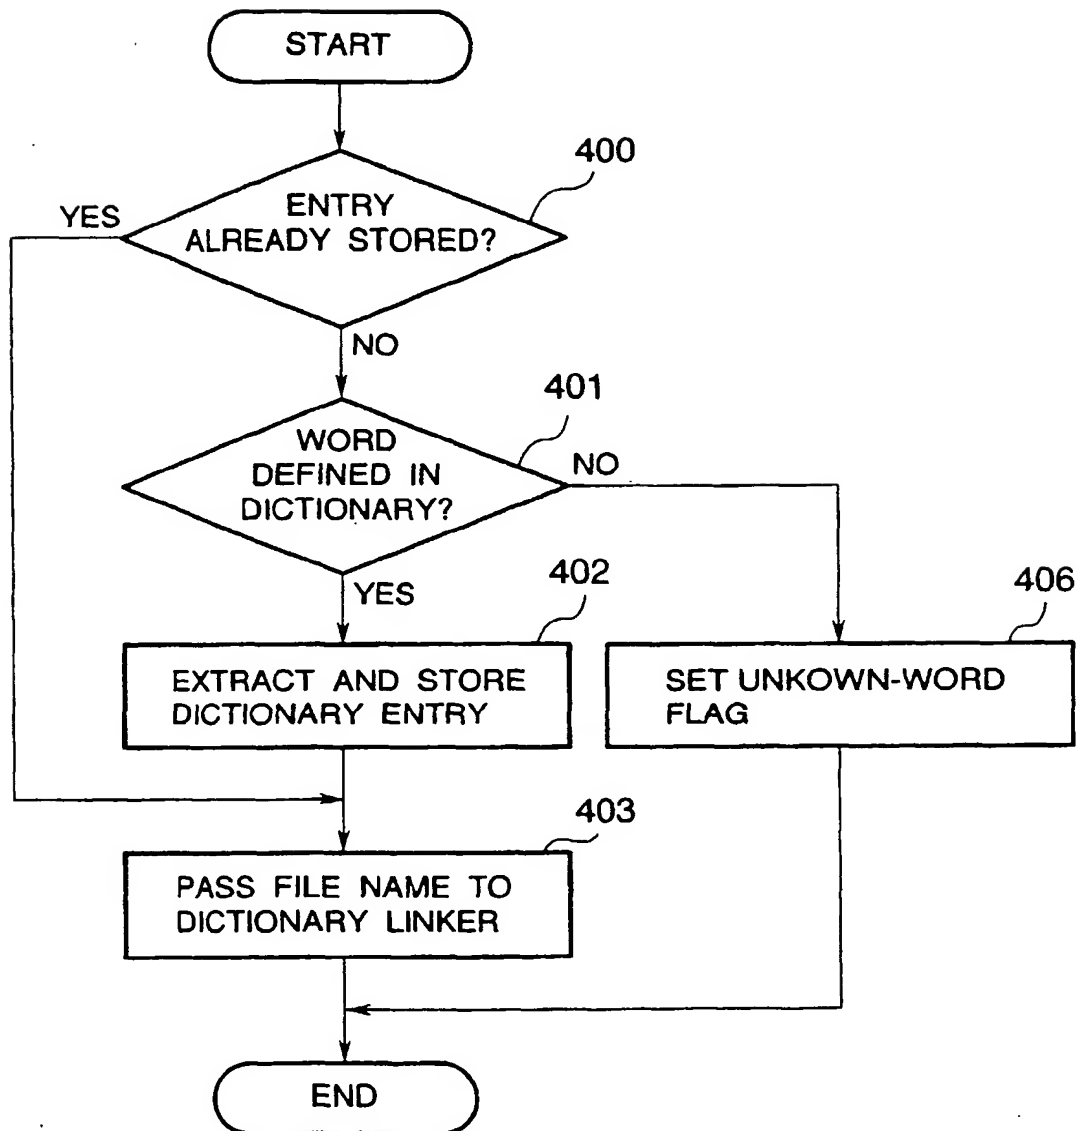 START
400
ENTRY
ALREADY STORED?
YES
NO
401
WORD
DEFINED IN
DICTIONARY?
NO
YES
402
EXTRACT AND STORE
DICTIONARY ENTRY
406
SET UNKOWN-WORD
FLAG
403
PASS FILE NAME TO
DICTIONARY LINKER
END